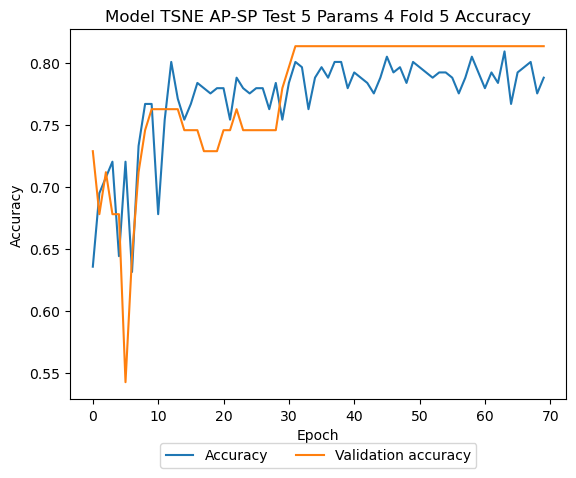 Model TSNE AP-SP Test 5 Params 4 Fold 5 Accuracy
Accuracy
0.80
0.75
0.70
0.65
0.60
0.55
0 10 20 30 40 50 60 70
Epoch
Accuracy Validation accuracy